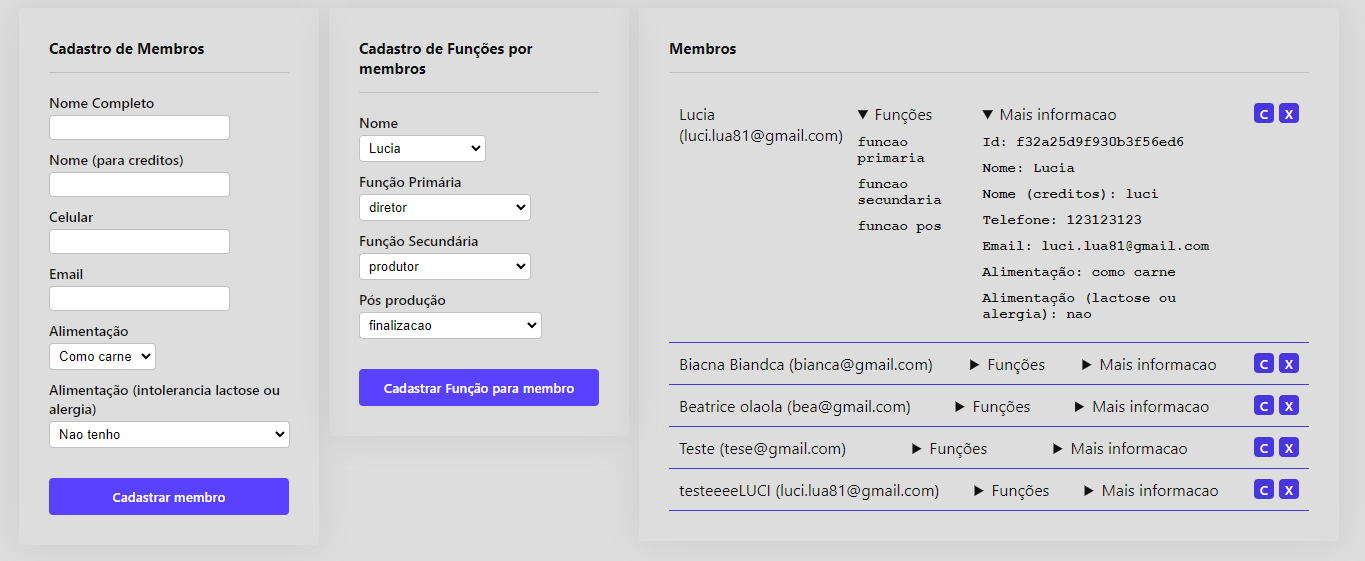 Cadastro de Membros
Nome Completo
Nome (para creditos)
Celular
Email
Alimentação
Como carne
Alimentação (intolerancia lactose ou
alergia)
Nao tenho
Cadastrar membro
Cadastro de Funções por
membros
Nome
Lucia
Função Primária
diretor
Função Secundária
produtor
Pós produção
finalizacao
Cadastrar Função para membro
Membros
Lucia
(luci.lua81@gmail.com)
▼ Funções
funcao
primaria
funcao
secundaria
funcao pos
▼ Mais informacao
Id: f32a25d9f930b3f56ed6
Nome: Lucia
Nome (creditos): luci
Telefone: 123123123
Email: luci.lua81@gmail.com
Alimentação: como carne
Alimentação (lactose ou
alergia): nao
C X
Biacna Biandca (bianca@gmail.com) ▶ Funções ▶ Mais informacao C X
Beatrice olaola (bea@gmail.com) ▶ Funções ▶ Mais informacao C X
Teste (tese@gmail.com) ▶ Funções ▶ Mais informacao C X
testeeeeLUCI (luci.lua81@gmail.com) ▶ Funções ▶ Mais informacao C X